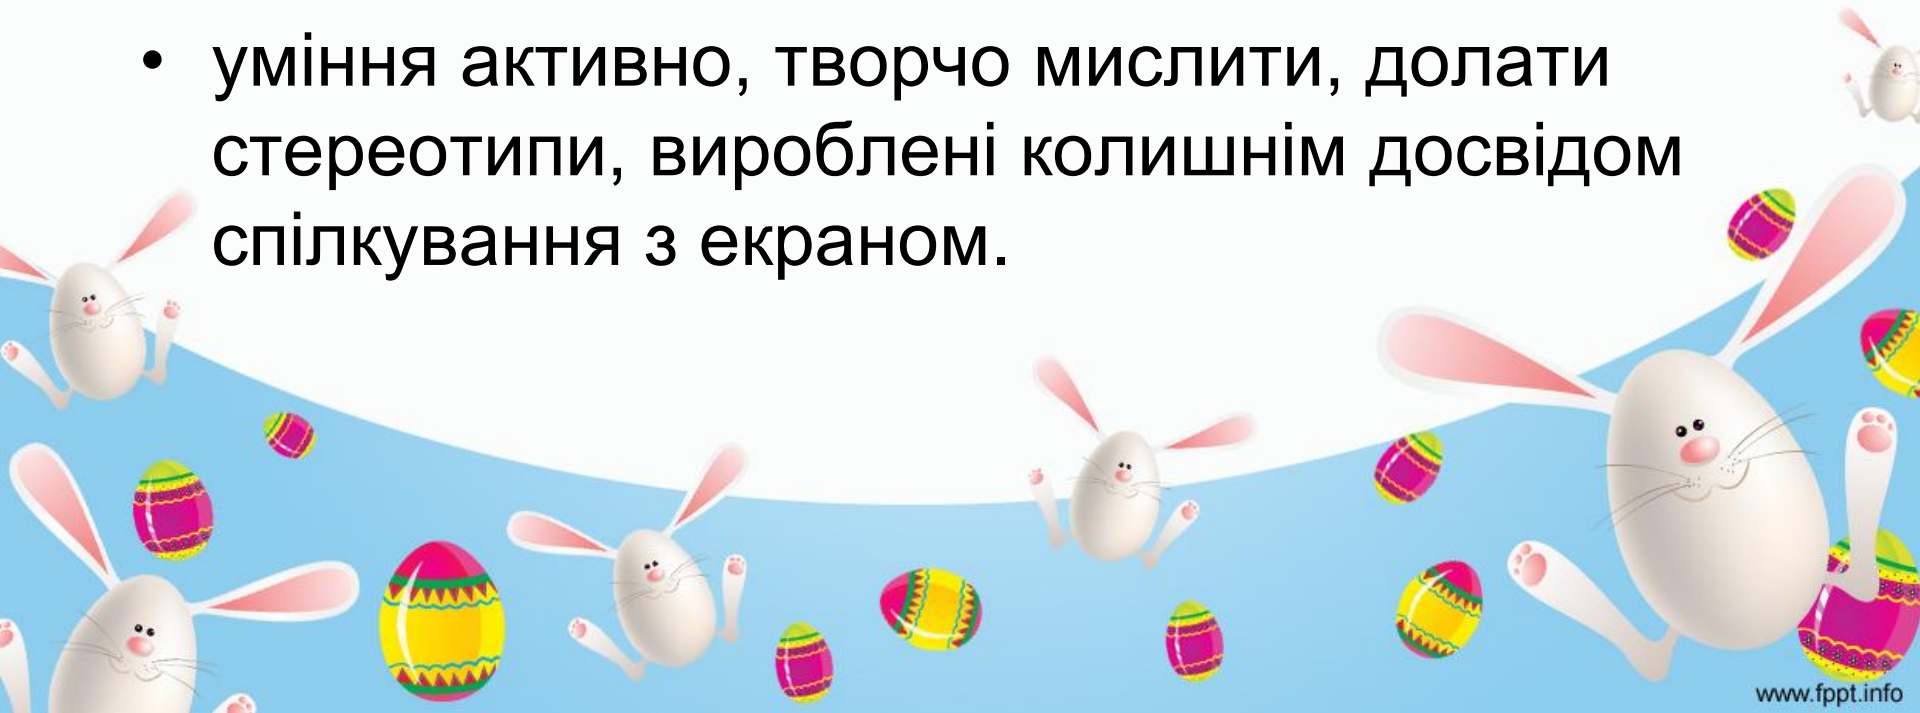 • уміння активно, творчо мислити, долати
стереотипи, вироблені колишнім досвідом
спілкування з екраном.
www.fppt.info